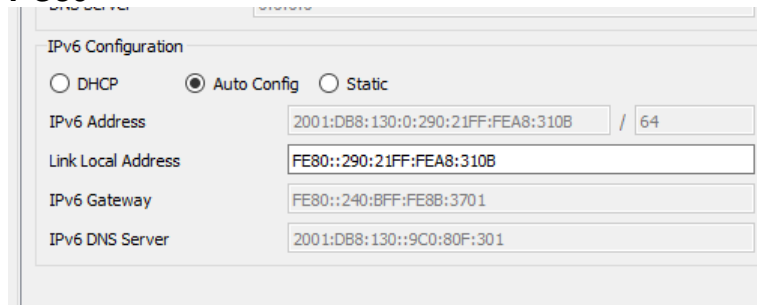 IPv6 Configuration
DHCP Auto Config Static
IPv6 Address 2001:DB8:130:0:290:21FF:FEA8:310B / 64
Link Local Address FE80::290:21FF:FEA8:310B
IPv6 Gateway FE80::240:BFF:FE8B:3701
IPv6 DNS Server 2001:DB8:130::9C0:80F:301